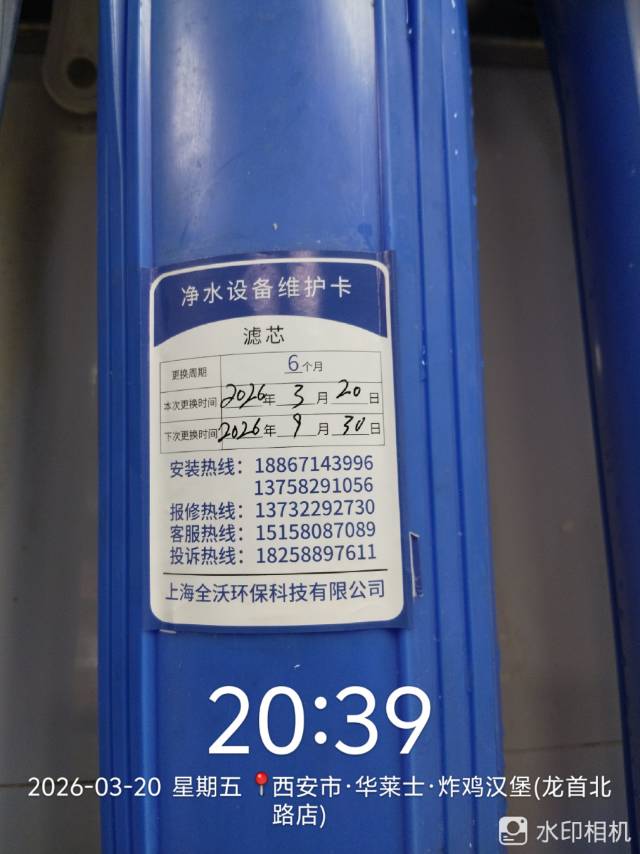 净水设备维护卡
滤芯
更换周期 6个月
本次更换时间 2026年 3月 20日
下次更换时间 2026年 9月 30日
安装热线：18867143996
13758291056
报修热线：13732292730
客服热线：15158087089
投诉热线：18258897611
上海全沃环保科技有限公司
20:39
2026-03-20 星期五 西安市·华莱士·炸鸡汉堡(龙首北
路店)
水印相机